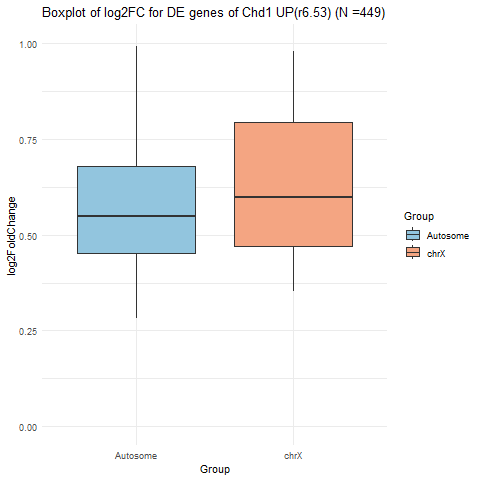 Boxplot of log2FC for DE genes of Chd1 UP(r6.53) (N =449)
1.00
0.75
0.50
0.25
0.00
log2FoldChange
Autosome
chrX
Group
Group
Autosome
chrX